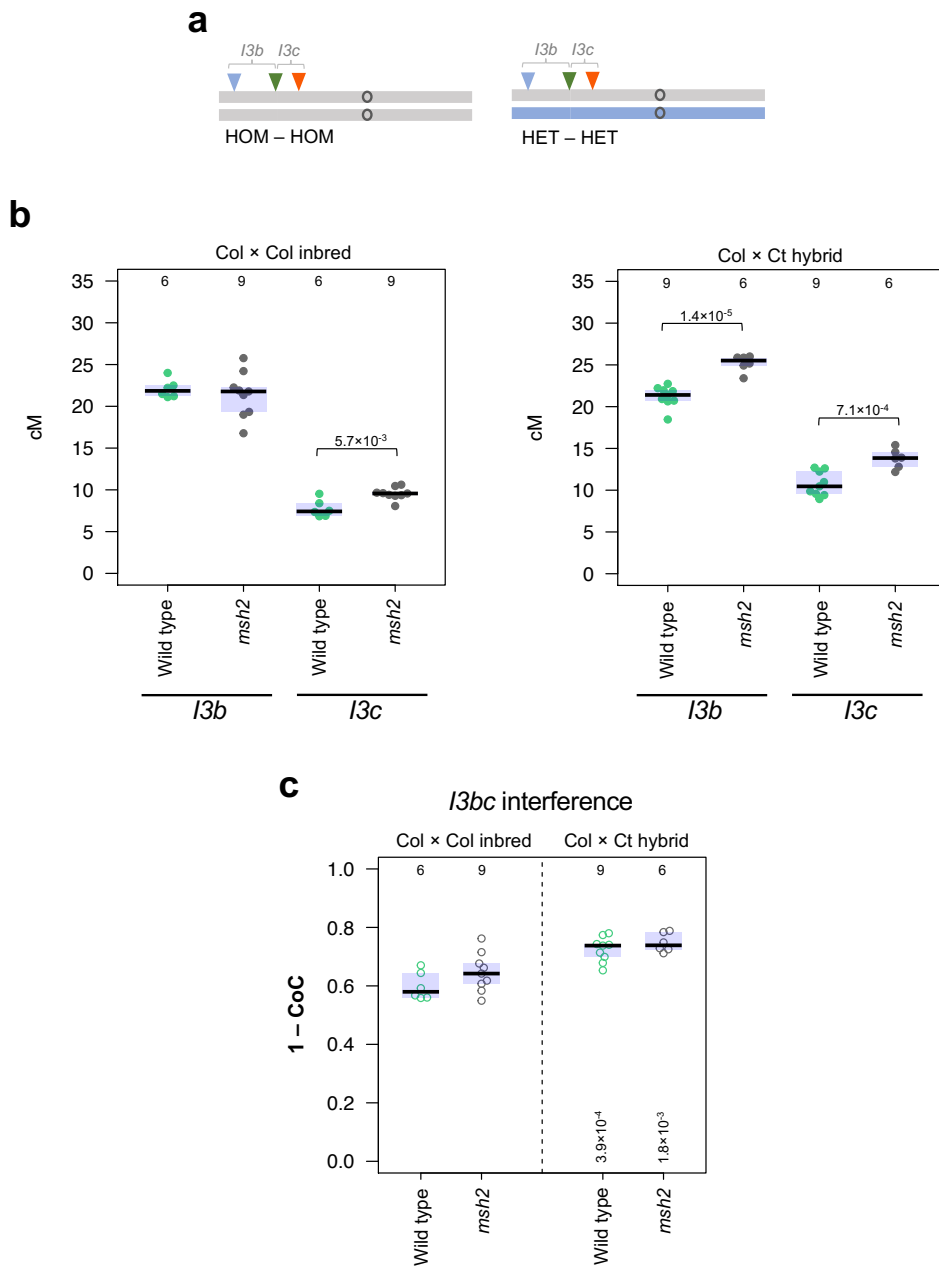 a
I3b I3c
I3b I3c
HOM – HOM
HET – HET
b
Col × Col inbred
Col × Ct hybrid
6 9 6 9
9 6 9 6
35
30
25
20
15
10
5
0
cM
5.7×10⁻³
35
30
25
20
15
10
5
0
cM
1.4×10⁻⁵
7.1×10⁻⁴
Wild type
msh2
Wild type
msh2
Wild type
msh2
Wild type
msh2
I3b I3c
I3b I3c
c
I3bc interference
Col × Col inbred
Col × Ct hybrid
6 9 9 6
1.0
0.8
0.6
0.4
0.2
0.0
1 – CoC
3.9×10⁻⁴
1.8×10⁻³
Wild type
msh2
Wild type
msh2